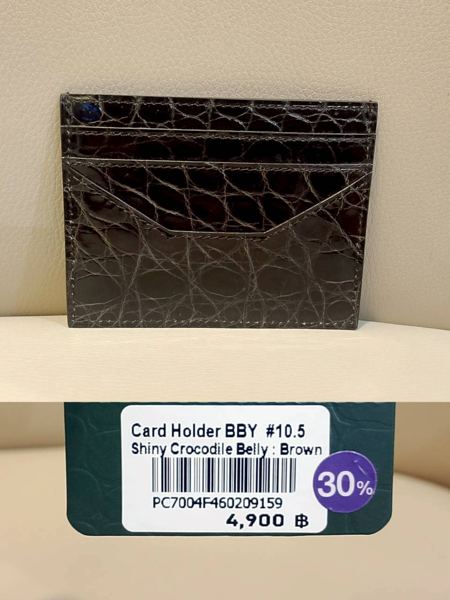 Card Holder BBY #10.5
Shiny Crocodile Belly : Brown
PC7004F460209159
4,900 ฿
30%